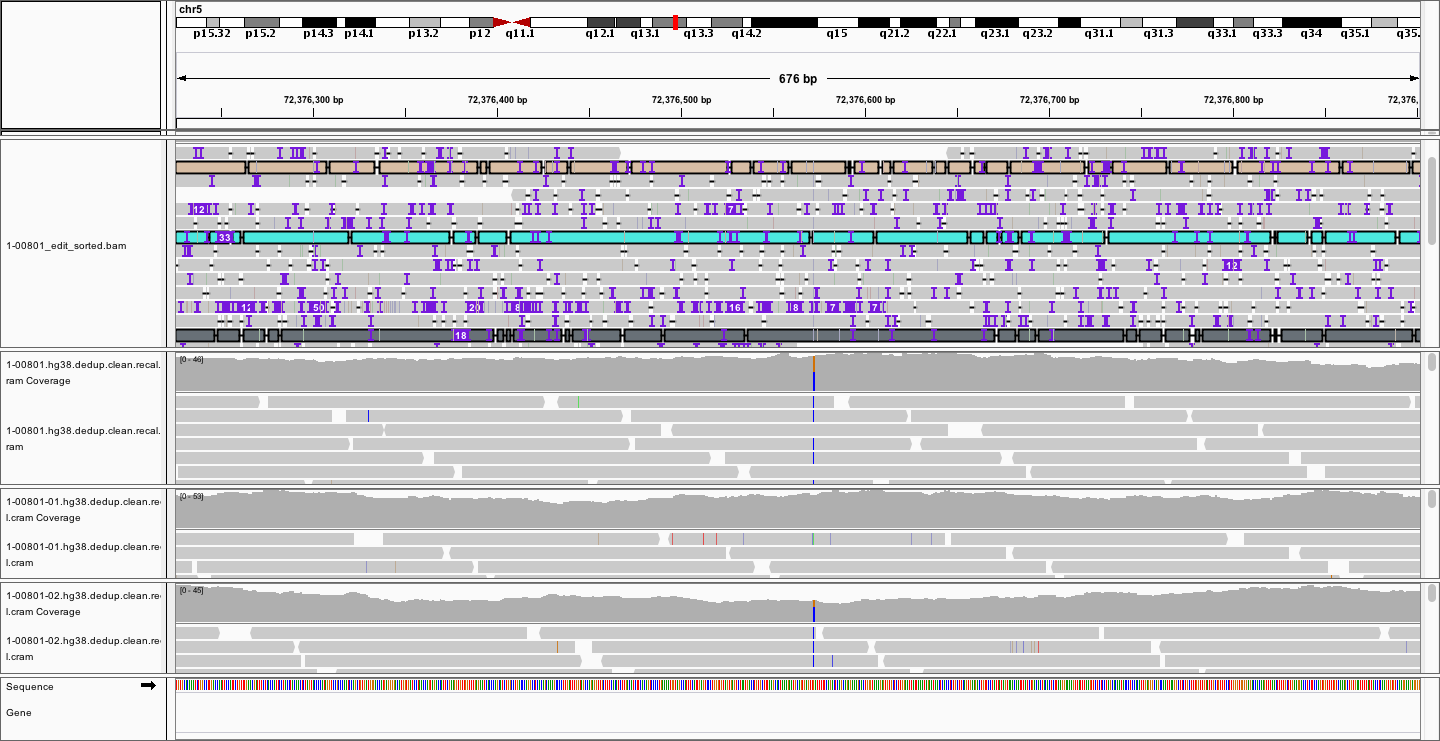 chr5
p15.32 p15.2 p14.3 p14.1 p13.2 p12 q11.1 q12.1 q13.1 q13.3 q14.2 q15 q21.2 q22.1 q23.1 q23.2 q31.1 q31.3 q33.1 q33.3 q34 q35.1 q35.
676 bp
72,376,300 bp 72,376,400 bp 72,376,500 bp 72,376,600 bp 72,376,700 bp 72,376,800 bp 72,376,
12 7
33
1-00801_edit_sorted.bam
12
12 50 2 8 16 8 7 7
18
1-00801.hg38.dedup.clean.recal.
ram Coverage
[0 - 46]
1-00801.hg38.dedup.clean.recal.
ram
1-00801-01.hg38.dedup.clean.re
l.cram Coverage
[0 - 53]
1-00801-01.hg38.dedup.clean.re
l.cram
1-00801-02.hg38.dedup.clean.re
l.cram Coverage
[0 - 45]
1-00801-02.hg38.dedup.clean.re
l.cram
Sequence
Gene